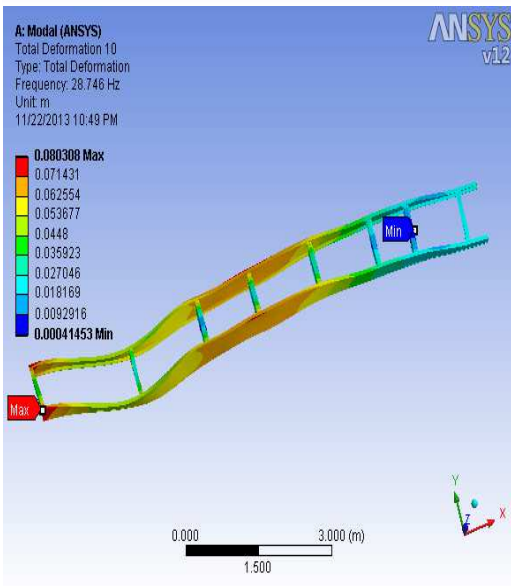 A: Modal (ANSYS)
Total Deformation 10
Type: Total Deformation
Frequency: 28.746 Hz
Unit: m
11/22/2013 10:49 PM
ANSYS
v12
0.080308 Max
0.071431
0.062554
0.053677
0.0448
0.035923
0.027046
0.018169
0.0092916
0.00041453 Min
Min
Max
Y
X
Z
0.000 3.000 (m)
1.500